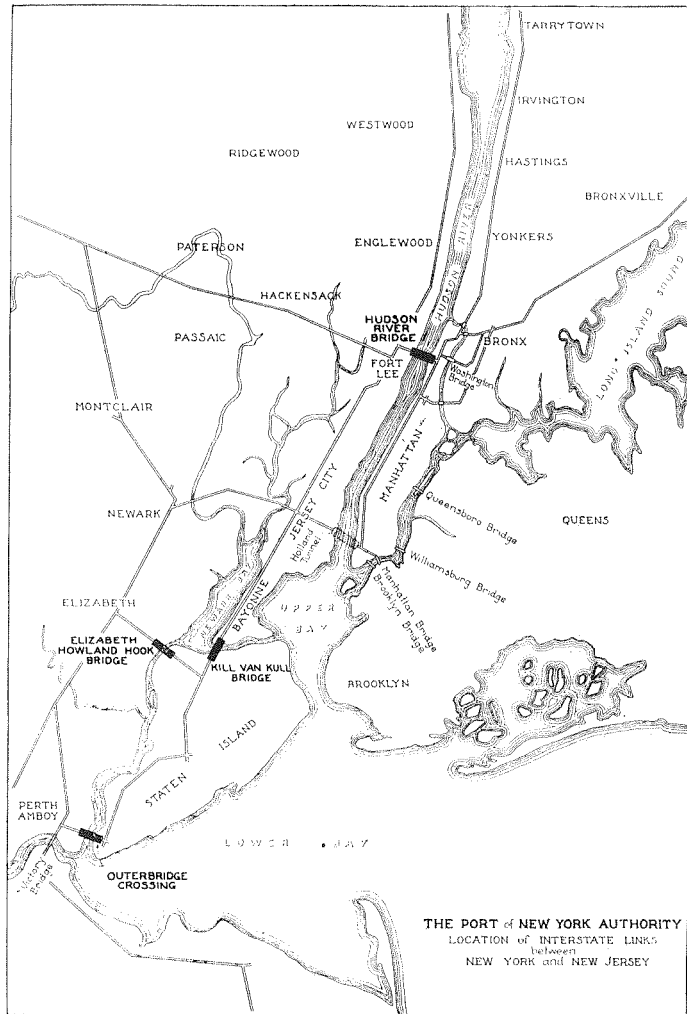 TARRYTOWN
IRVINGTON
WESTWOOD
RIDGEWOOD
HASTINGS
BRONXVILLE
PATERSON
ENGLEWOOD
HUDSON RIVER
YONKERS
LONG ISLAND SOUND
HACKENSACK
HUDSON
RIVER
BRIDGE
PASSAIC
BRONX
FORT
LEE
Washington
Bridge
MONTCLAIR
MANHATTAN
JERSEY CITY
NEWARK
Holland
Tunnel
Queensboro Bridge
QUEENS
Williamsburg Bridge
Manhattan Bridge
Brooklyn Bridge
ELIZABETH
NEWARK BAY
BAYONNE
UPPER
BAY
ELIZABETH
HOWLAND HOOK
BRIDGE
KILL VAN KULL
BRIDGE
BROOKLYN
STATEN ISLAND
PERTH
AMBOY
LOWER BAY
Victory
Bridge
OUTERBRIDGE
CROSSING
THE PORT of NEW YORK AUTHORITY
LOCATION of INTERSTATE LINKS
between
NEW YORK and NEW JERSEY